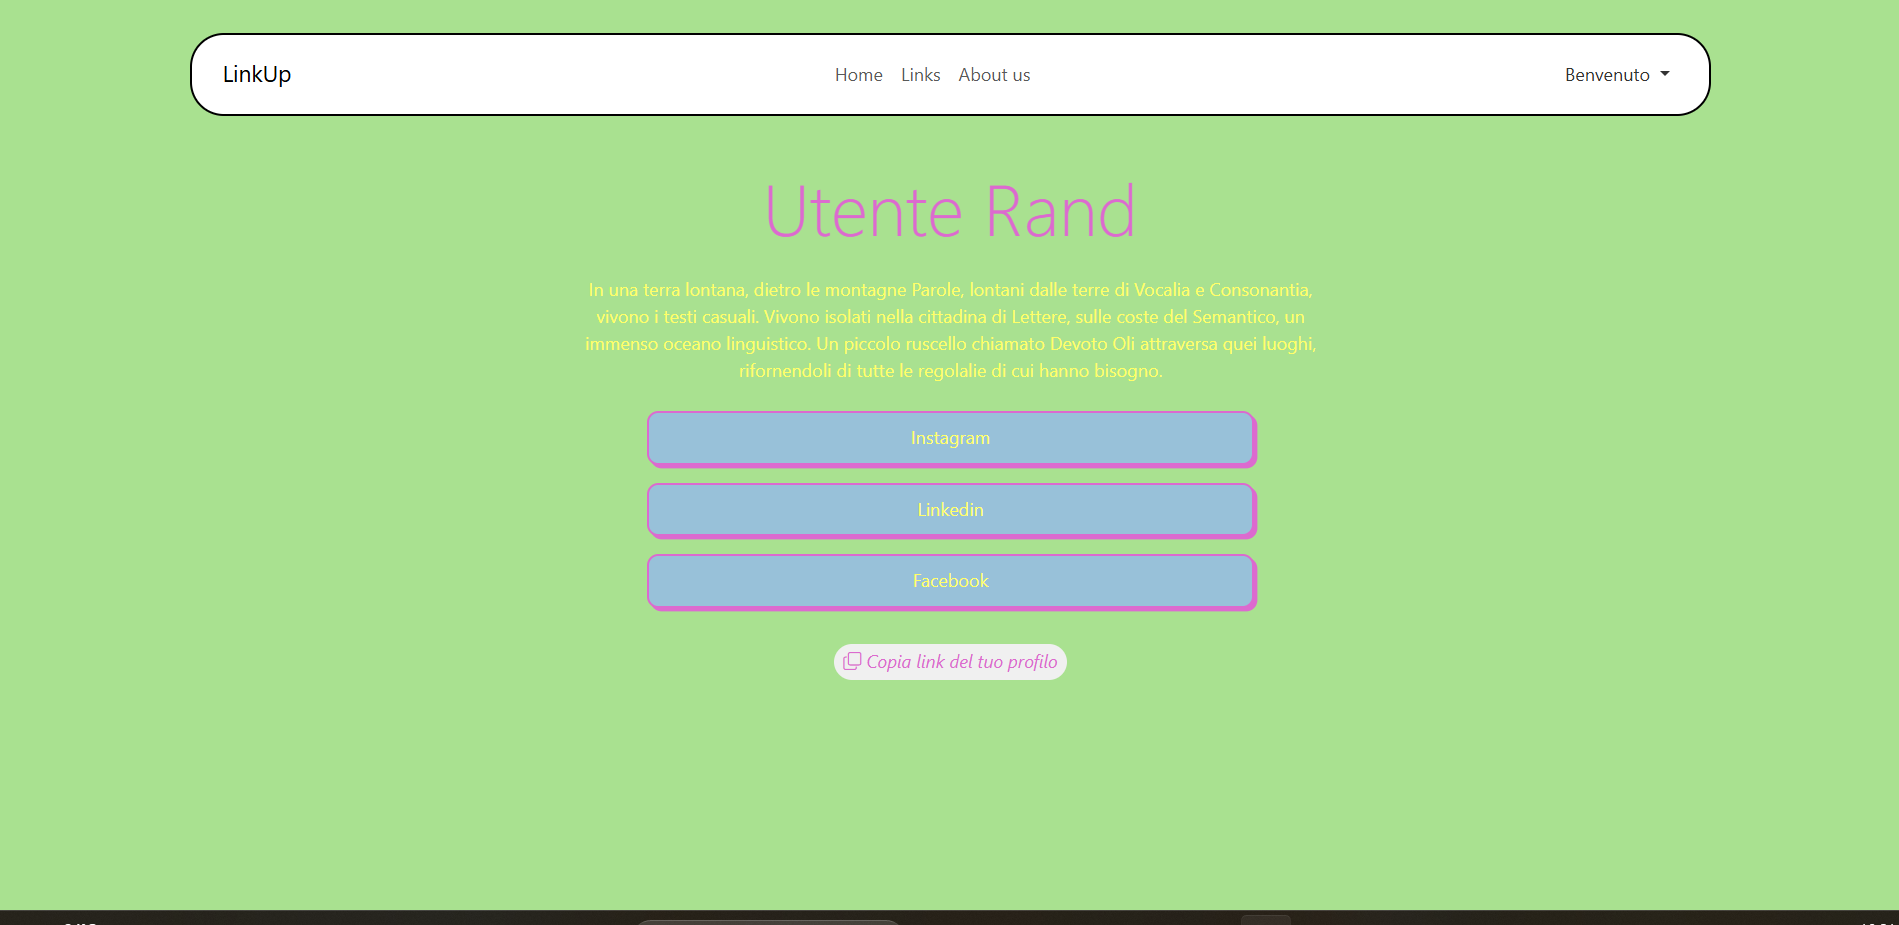 LinkUp
Home Links About us
Benvenuto
Utente Rand
In una terra lontana, dietro le montagne Parole, lontani dalle terre di Vocalia e Consonantia,
vivono i testi casuali. Vivono isolati nella cittadina di Lettere, sulle coste del Semantico, un
immenso oceano linguistico. Un piccolo ruscello chiamato Devoto Oli attraversa quei luoghi,
rifornendoli di tutte le regolalie di cui hanno bisogno.
Instagram
Linkedin
Facebook
Copia link del tuo profilo